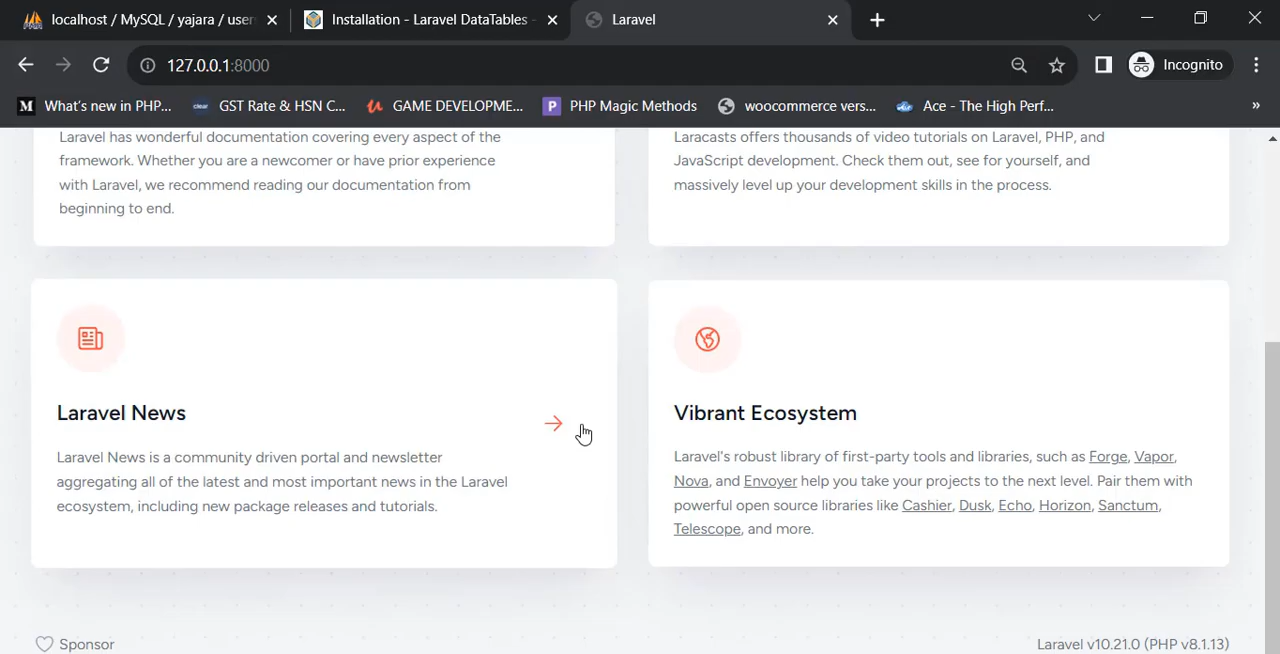 localhost / MySQL / yajara / user
Installation - Laravel DataTables -
Laravel
127.0.0.1:8000
Incognito
M What's new in PHP...
clear GST Rate & HSN C...
GAME DEVELOPME...
P PHP Magic Methods
woocommerce vers...
Ace - The High Perf...
»
Laravel has wonderful documentation covering every aspect of the
framework. Whether you are a newcomer or have prior experience
with Laravel, we recommend reading our documentation from
beginning to end.
Laracasts offers thousands of video tutorials on Laravel, PHP, and
JavaScript development. Check them out, see for yourself, and
massively level up your development skills in the process.
Laravel News
Laravel News is a community driven portal and newsletter
aggregating all of the latest and most important news in the Laravel
ecosystem, including new package releases and tutorials.
Vibrant Ecosystem
Laravel's robust library of first-party tools and libraries, such as Forge, Vapor,
Nova, and Envoyer help you take your projects to the next level. Pair them with
powerful open source libraries like Cashier, Dusk, Echo, Horizon, Sanctum,
Telescope, and more.
Sponsor
Laravel v10.21.0 (PHP v8.1.13)